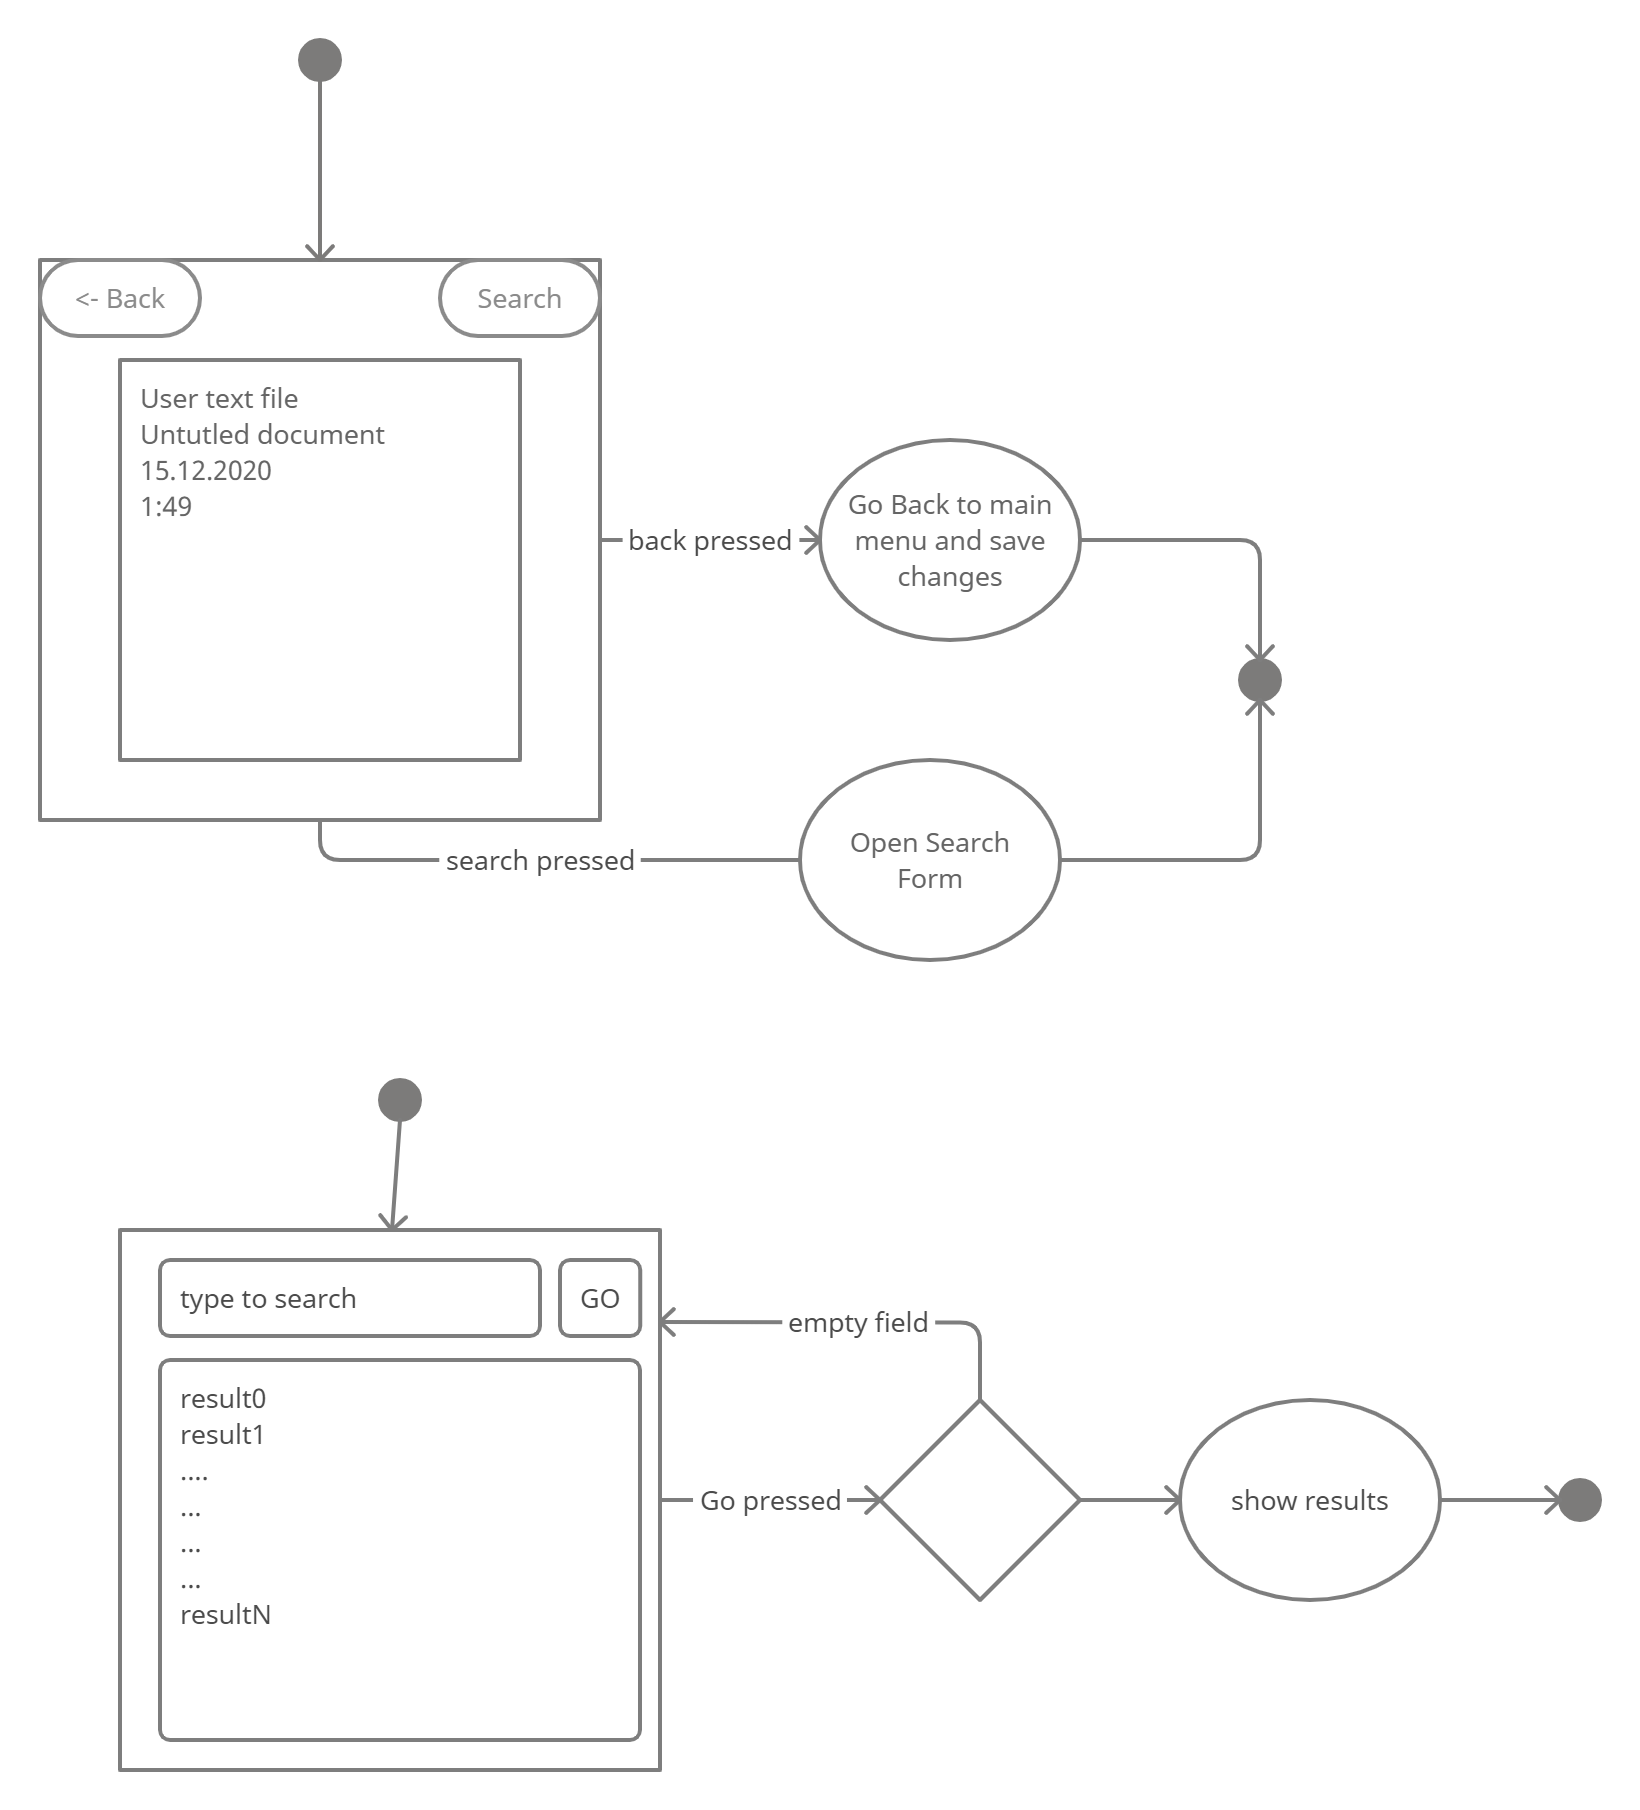 <- Back
Search
User text file
Untutled document
15.12.2020
1:49
back pressed
Go Back to main
menu and save
changes
search pressed
Open Search
Form
type to search
GO
empty field
result0
result1
....
...
...
...
resultN
Go pressed
show results